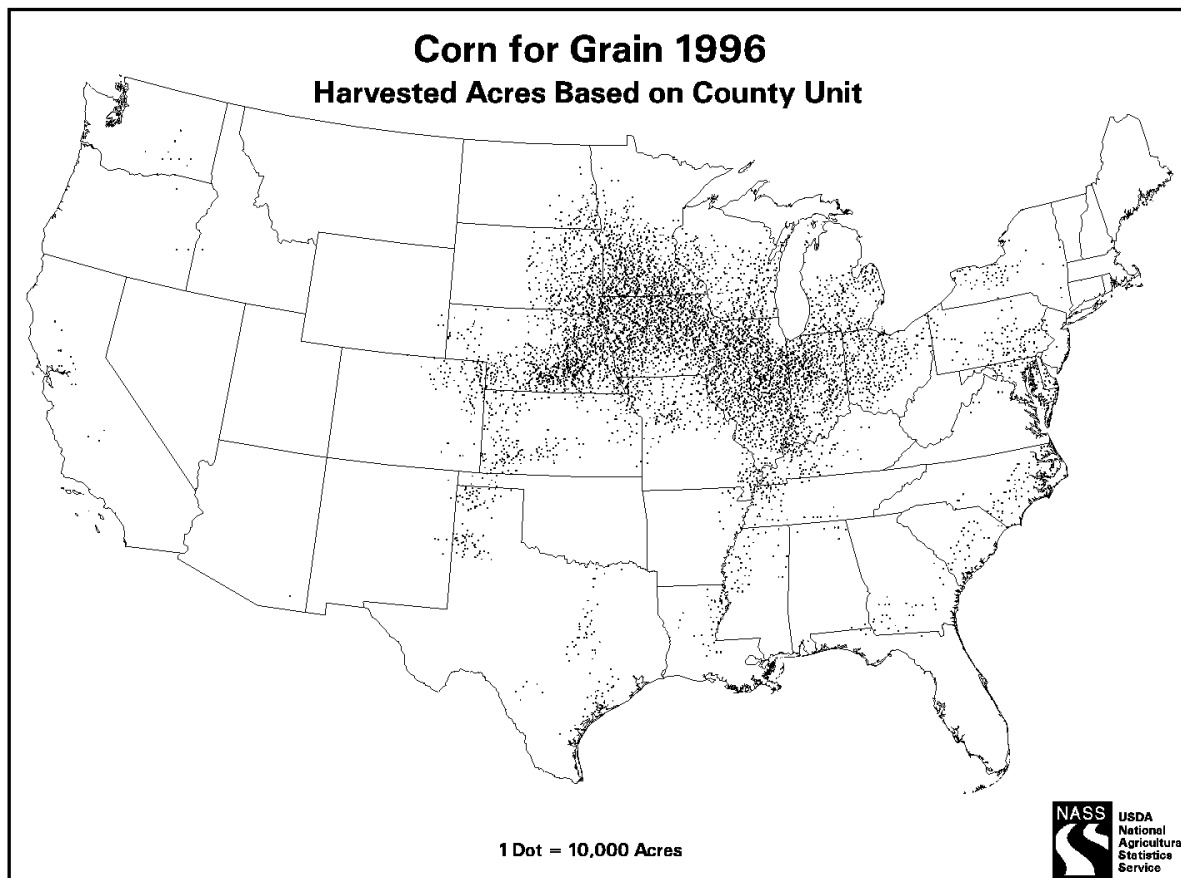 Corn for Grain 1996
Harvested Acres Based on County Unit
1 Dot = 10,000 Acres
NASS
USDA
National
Agricultural
Statistics
Service